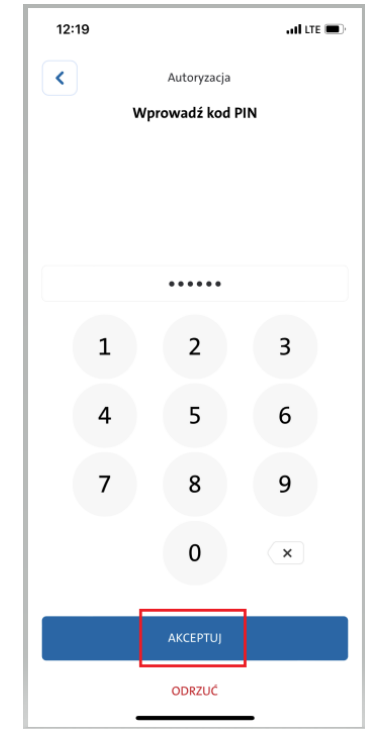 12:19 LTE
Autoryzacja
Wprowadź kod PIN
••••••
1 2 3
4 5 6
7 8 9
0
AKCEPTUJ
ODRZUĆ